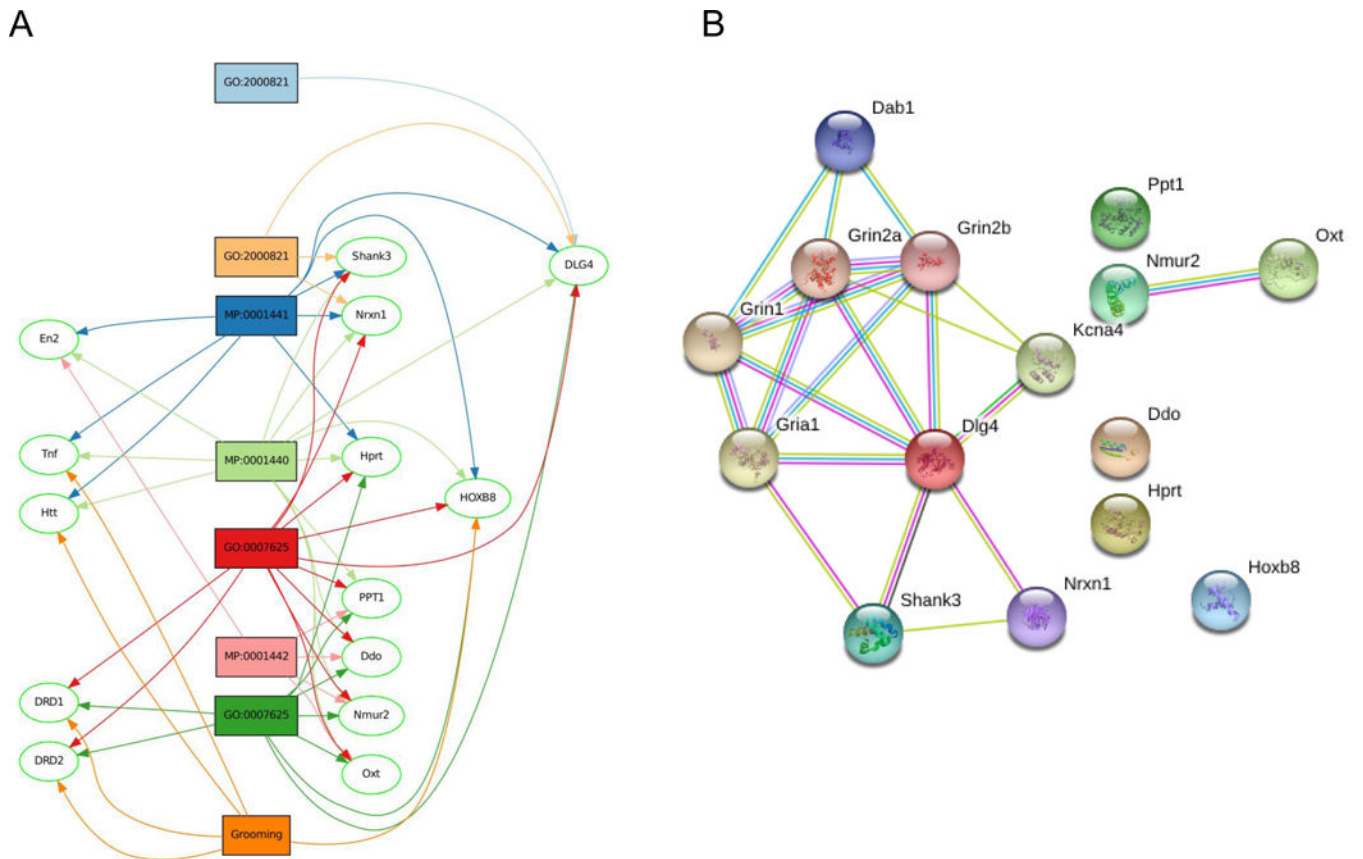 A
GO:2000821
GO:2000821
Shank3
DLG4
MP:0001441
Nrxn1
En2
Tnf
MP:0001440
Hprt
HOXB8
Htt
GO:0007625
PPT1
MP:0001442
Ddo
DRD1
GO:0007625
Nmur2
DRD2
Oxt
Grooming
B
Dab1
Ppt1
Grin2a
Grin2b
Oxt
Nmur2
Grin1
Kcna4
Gria1
Dlg4
Ddo
Hprt
Shank3
Nrxn1
Hoxb8